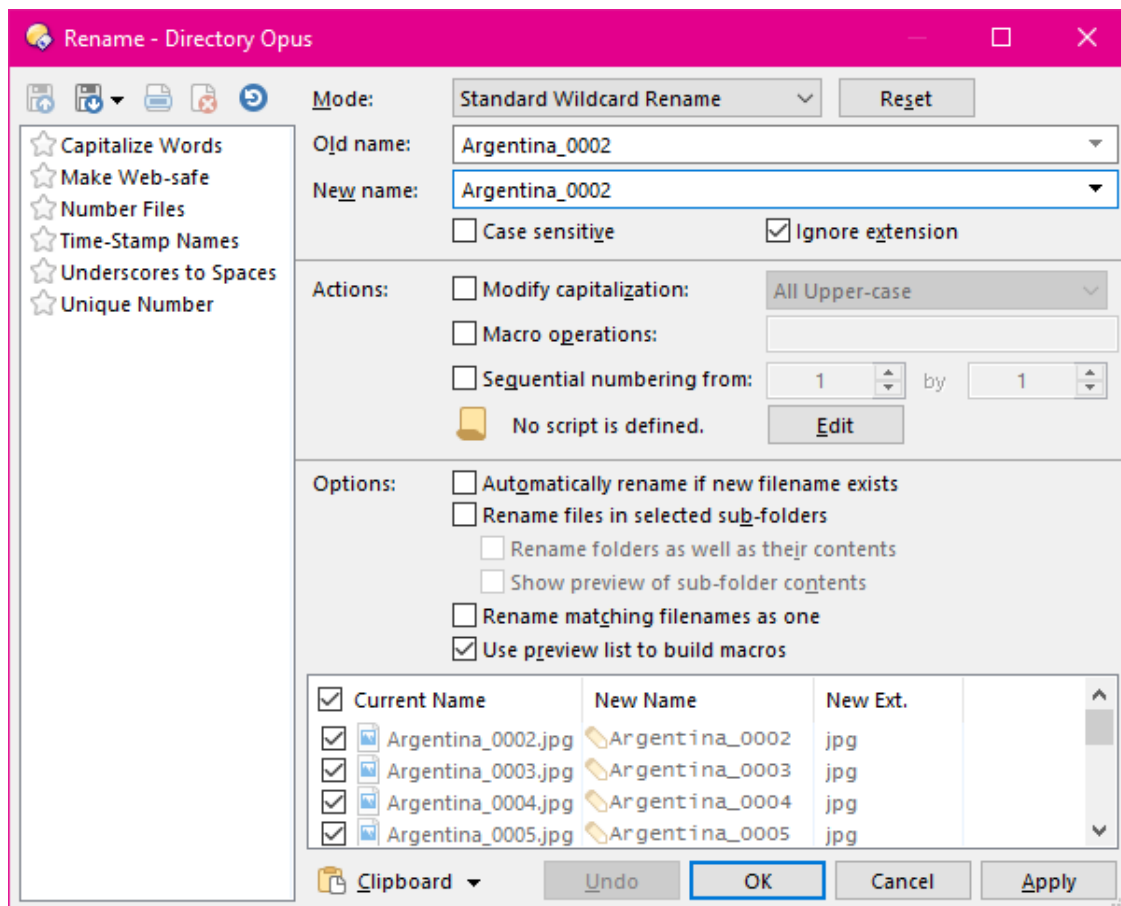 Rename - Directory Opus
Capitalize Words
Make Web-safe
Number Files
Time-Stamp Names
Underscores to Spaces
Unique Number
Mode: Standard Wildcard Rename Reset
Old name: Argentina_0002
New name: Argentina_0002
Case sensitive Ignore extension
Actions: Modify capitalization: All Upper-case
Macro operations:
Sequential numbering from: 1 by 1
No script is defined. Edit
Options: Automatically rename if new filename exists
Rename files in selected sub-folders
Rename folders as well as their contents
Show preview of sub-folder contents
Rename matching filenames as one
Use preview list to build macros
Current Name New Name New Ext.
Argentina_0002.jpg Argentina_0002 jpg
Argentina_0003.jpg Argentina_0003 jpg
Argentina_0004.jpg Argentina_0004 jpg
Argentina_0005.jpg Argentina_0005 jpg
Clipboard Undo OK Cancel Apply